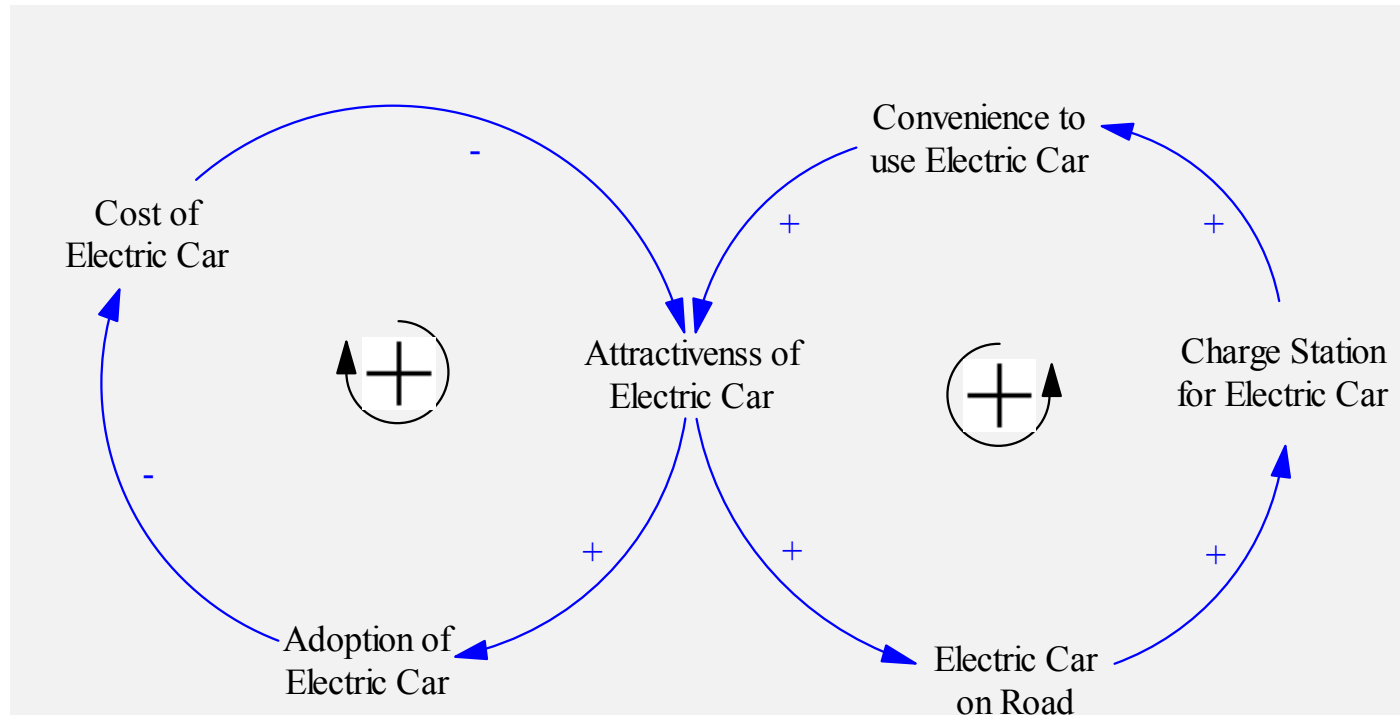 Convenience to
use Electric Car
-
Cost of
Electric Car
+
+
Attractivenss of
Electric Car
Charge Station
for Electric Car
+
+
-
+
+
+
Adoption of
Electric Car
Electric Car
on Road